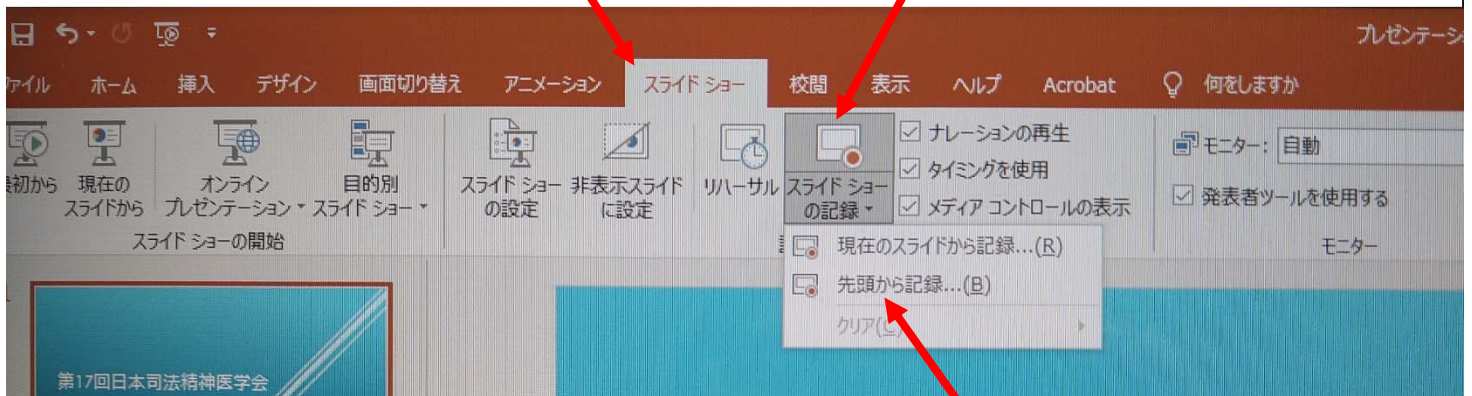 プレゼンテーショ
ファイル ホーム 挿入 デザイン 画面切り替え アニメーション スライド ショー 校閲 表示 ヘルプ Acrobat 何をしますか
最初から
現在の
スライドから
オンライン
プレゼンテーション
目的別
スライド ショー
スライド ショーの開始
スライド ショー
の設定
非表示スライド
に設定
リハーサル
スライド ショー
の記録
ナレーションの再生
タイミングを使用
メディア コントロールの表示
モニター: 自動
発表者ツールを使用する
モニター
現在のスライドから記録...(R)
先頭から記録...(B)
クリア(C)
1
第17回日本司法精神医学会